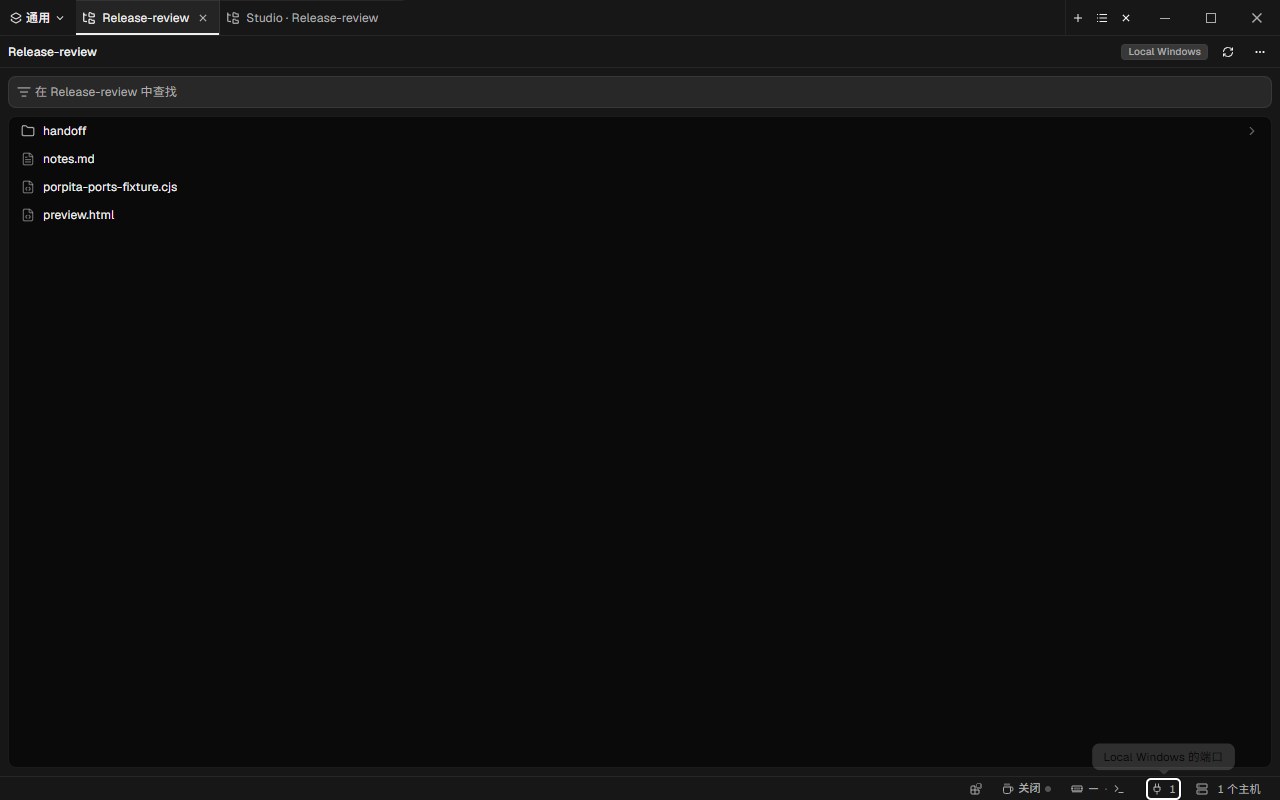 通用
Release-review
Studio · Release-review
Release-review
Local Windows
在 Release-review 中查找
handoff
notes.md
porpita-ports-fixture.cjs
preview.html
Local Windows 的端口
关闭
1
1 个主机